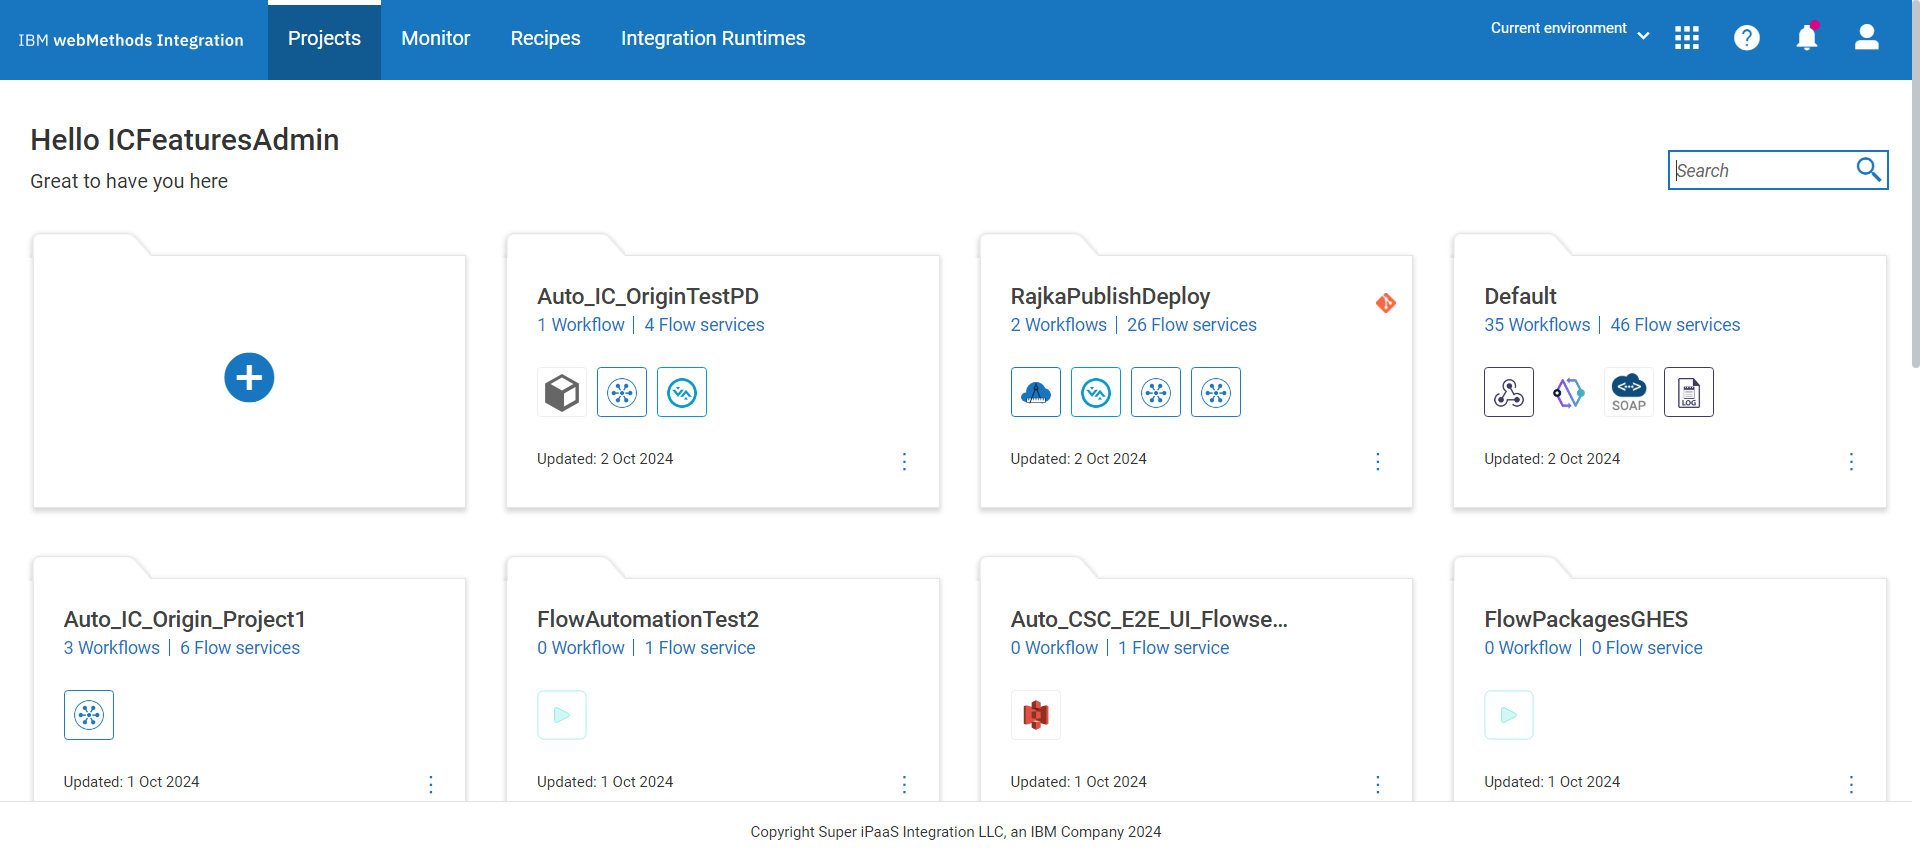 IBM webMethods Integration
Projects
Monitor
Recipes
Integration Runtimes
Current environment
?
Hello ICFeaturesAdmin
Great to have you here
Search
Auto_IC_OriginTestPD
1 Workflow | 4 Flow services
Updated: 2 Oct 2024
RajkaPublishDeploy
2 Workflows | 26 Flow services
Updated: 2 Oct 2024
Default
35 Workflows | 46 Flow services
SOAP
LOG
Updated: 2 Oct 2024
Auto_IC_Origin_Project1
3 Workflows | 6 Flow services
Updated: 1 Oct 2024
FlowAutomationTest2
0 Workflow | 1 Flow service
Updated: 1 Oct 2024
Auto_CSC_E2E_UI_Flowse...
0 Workflow | 1 Flow service
Updated: 1 Oct 2024
FlowPackagesGHES
0 Workflow | 0 Flow service
Updated: 1 Oct 2024
Copyright Super iPaaS Integration LLC, an IBM Company 2024